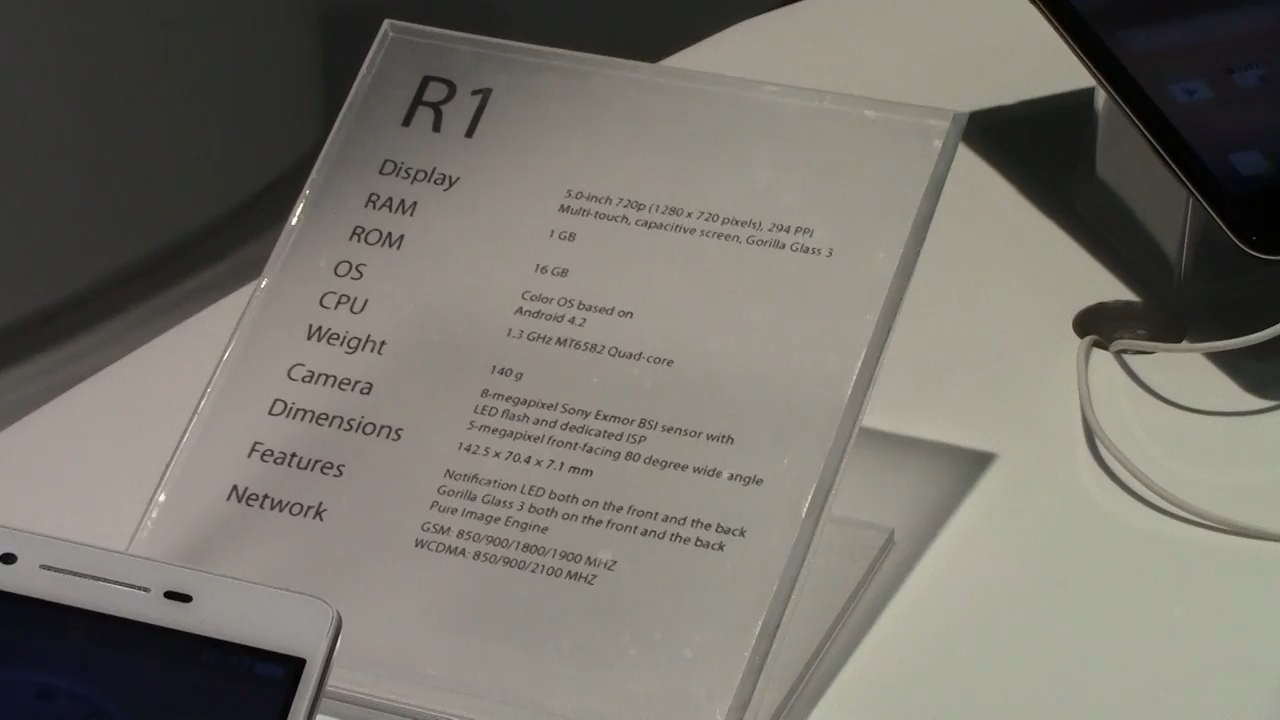 R1
Display
5.0-inch 720p (1280 x 720 pixels), 294 PPI
Multi-touch, capacitive screen, Gorilla Glass 3
RAM
1 GB
ROM
16 GB
OS
Color OS based on
Android 4.2
CPU
1.3 GHz MT6582 Quad-core
Weight
140 g
Camera
8-megapixel Sony Exmor BSI sensor with
LED flash and dedicated ISP
5-megapixel front-facing 80 degree wide angle
Dimensions
142.5 x 70.4 x 7.1 mm
Features
Notification LED both on the front and the back
Gorilla Glass 3 both on the front and the back
Pure Image Engine
Network
GSM: 850/900/1800/1900 MHZ
WCDMA: 850/900/2100 MHZ